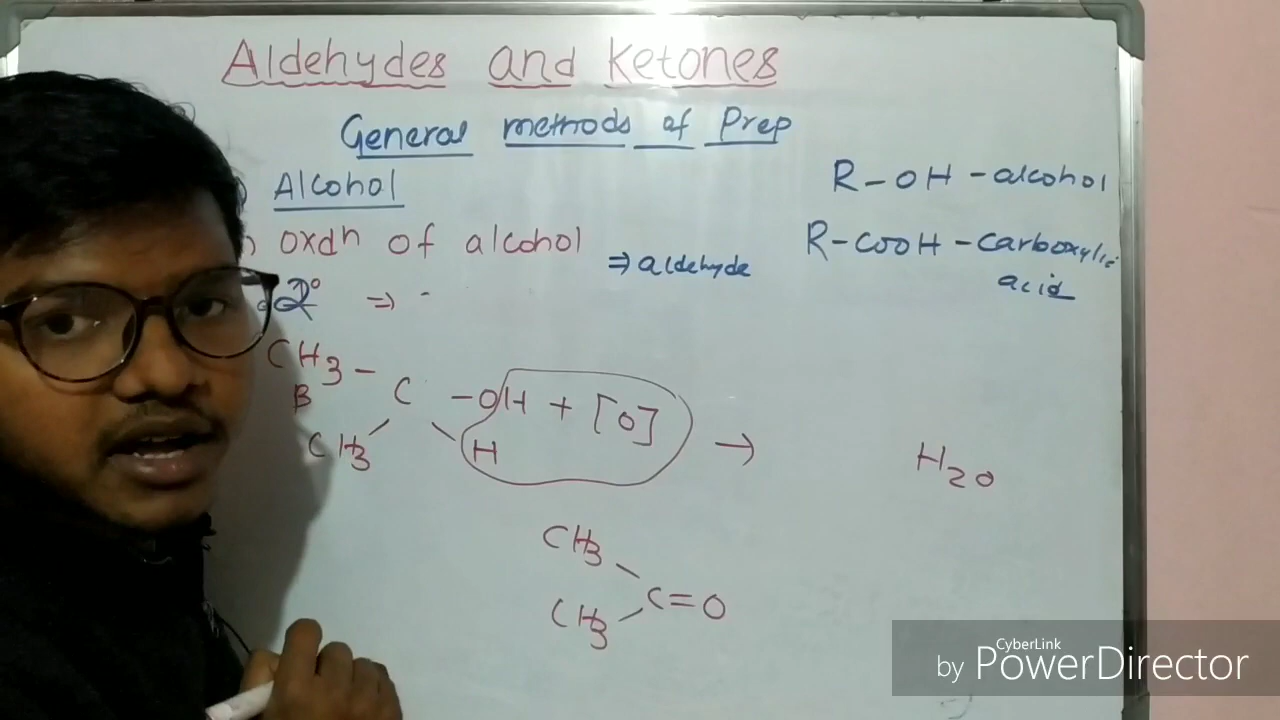 Aldehydes and Ketones
General methods of Prep
Alcohol
R-OH - alcohol
oxdn of alcohol
⇒ aldehyde
R-COOH - carboxylic
acid
2° ⇒
CH3 -
C -OH + [O]
CH3 H → H2O
CH3
C=O
CH3
CyberLink
by PowerDirector